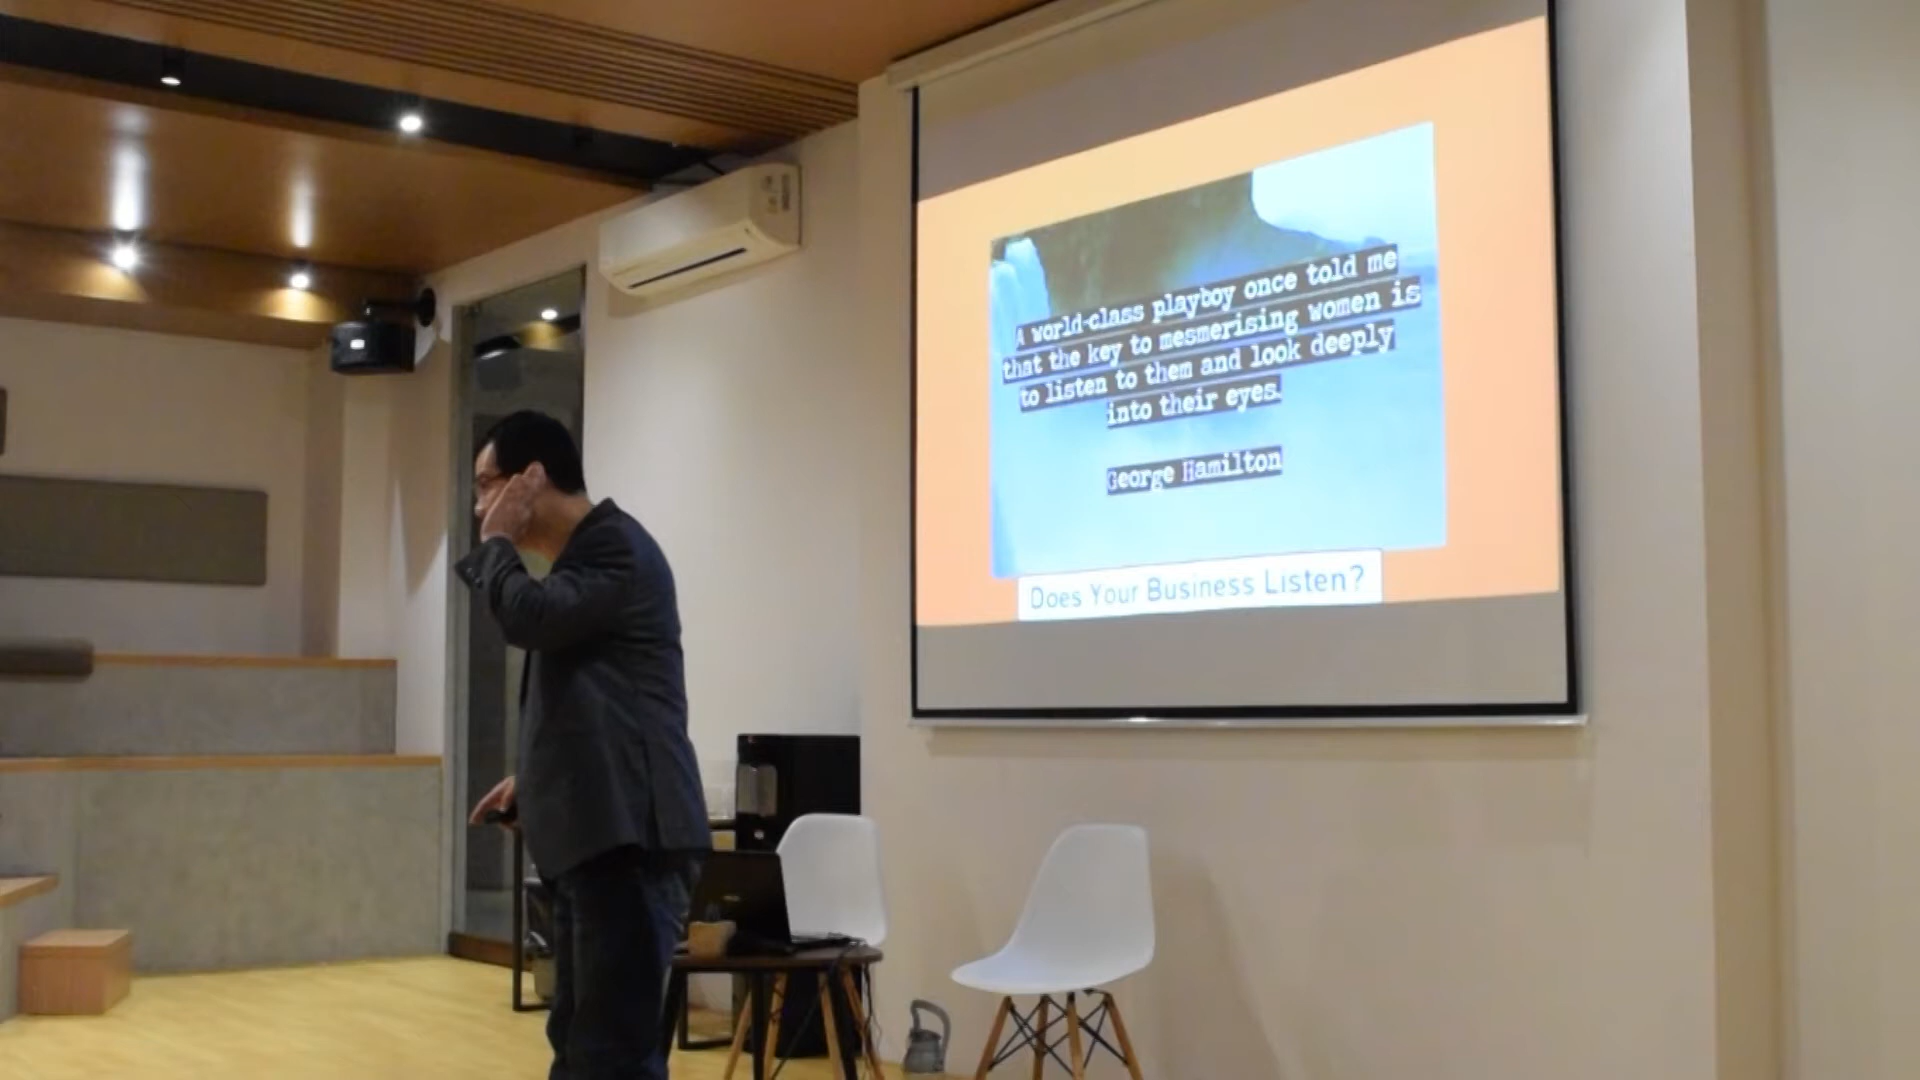 A world-class playboy once told me
that the key to mesmerising women is
to listen to them and look deeply
into their eyes.
George Hamilton
Does Your Business Listen?